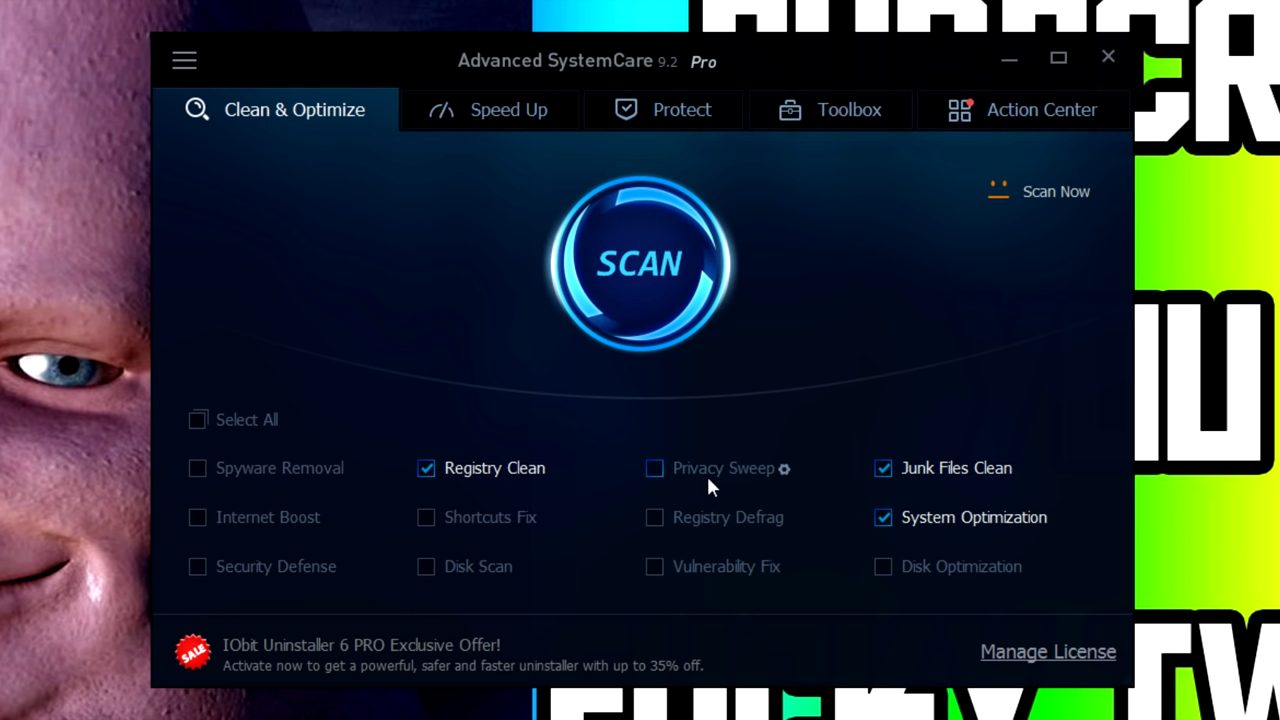 Advanced SystemCare 9.2 Pro
Clean & Optimize Speed Up Protect Toolbox Action Center
Scan Now
SCAN
Select All
Spyware Removal Registry Clean Privacy Sweep Junk Files Clean
Internet Boost Shortcuts Fix Registry Defrag System Optimization
Security Defense Disk Scan Vulnerability Fix Disk Optimization
SALE
IObit Uninstaller 6 PRO Exclusive Offer!
Activate now to get a powerful, safer and faster uninstaller with up to 35% off.
Manage License